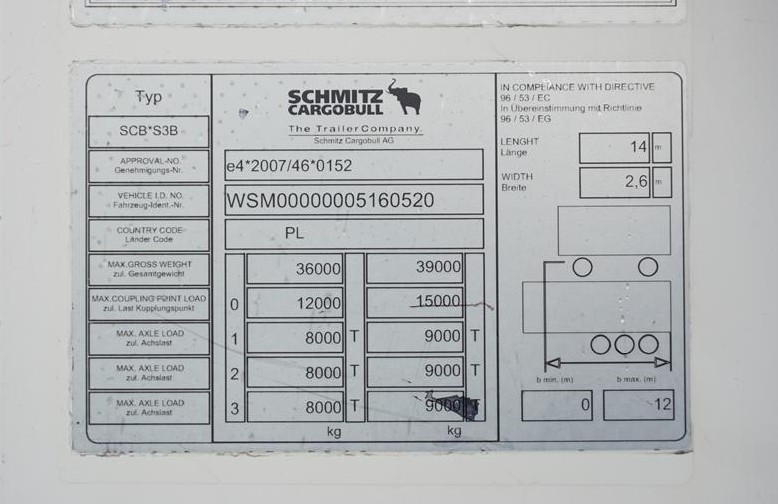 Typ
SCB*S3B
APPROVAL-NO.
Genehmigungs-Nr.
VEHICLE I.D. NO.
Fahrzeug-Ident.-Nr.
COUNTRY CODE
Länder Code
MAX.GROSS WEIGHT
zul. Gesamtgewicht
MAX.COUPLING POINT LOAD
zul. Last Kupplungspunkt
MAX. AXLE LOAD
zul. Achslast
MAX. AXLE LOAD
zul. Achslast
MAX. AXLE LOAD
zul. Achslast
SCHMITZ
CARGOBULL
The TrailerCompany.
Schmitz Cargobull AG
e4*2007/46*0152
WSM00000005160520
PL
36000 39000
0 12000 15000
1 8000 T 9000 T
2 8000 T 9000 T
3 8000 T 9000 T
kg kg
IN COMPLIANCE WITH DIRECTIVE
96 / 53 / EC
In Übereinstimmung mit Richtlinie
96 / 53 / EG
LENGHT
Länge
14 m
WIDTH
Breite
2,6 m
b min. (m) b max. (m)
0 12